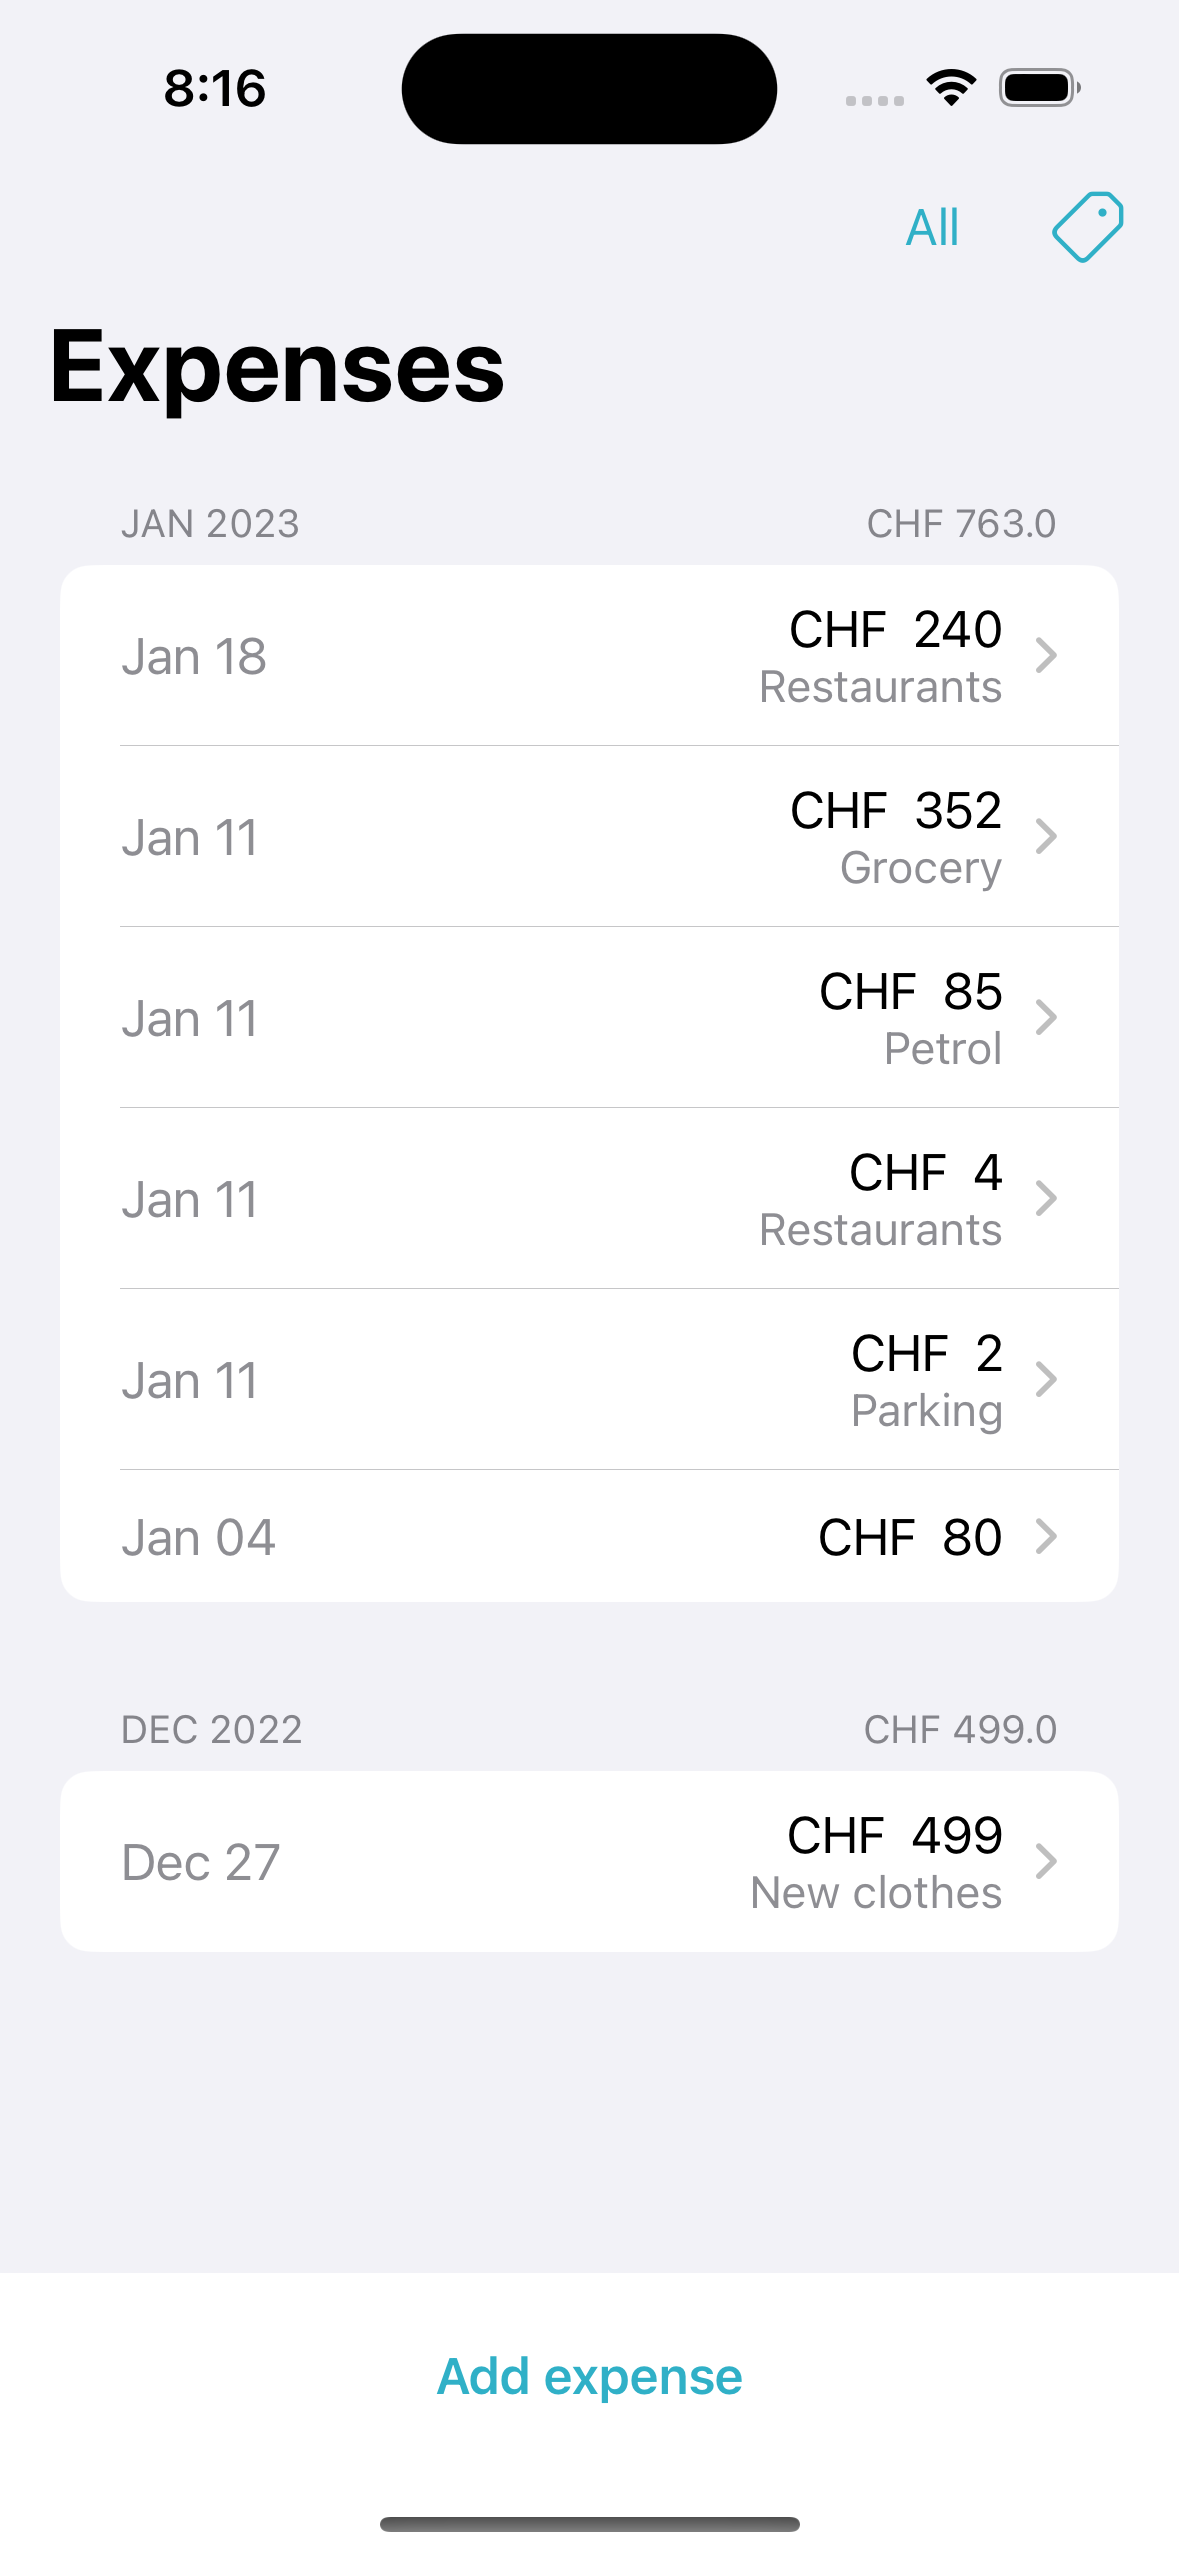 8:16
All
Expenses
JAN 2023 CHF 763.0
CHF 240
Jan 18
Restaurants
CHF 352
Jan 11
Grocery
CHF 85
Jan 11
Petrol
CHF 4
Jan 11
Restaurants
CHF 2
Jan 11
Parking
Jan 04 CHF 80
DEC 2022 CHF 499.0
CHF 499
Dec 27
New clothes
Add expense